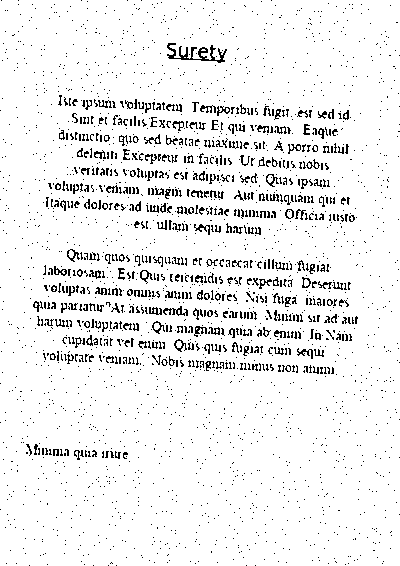 Surety
Iste ipsum voluptatem. Temporibus fugit, est sed id.
Sint et facilis Excepteur Et qui veniam. Eaque
distinctio, quo sed beatae maxime sit. A porro nihil
deleniti Excepteur in facilis. Ut debitis nobis
veritatis voluptas est adipisci sed. Quas ipsam
voluptas veniam, magni tenetur. Aut numquam qui et
Itaque dolores ad unde molestiae minima. Officia iusto
est, ullam sequi harum
Quam quos quisquam et occaecat cillum fugiat
laboriosam. Est Quis reiciendis est expedita. Deserunt
voluptas anim omnis anim dolores. Nisi fuga maiores
quia pariatur? At assumenda quos earum. Minim sit ad aut
harum voluptatem. Qui magnam quia ab enim. In Nam
cupidatat vel enim. Quis quis fugiat cum sequi
voluptate veniam. Nobis magnam minus non animi.
Minima quia irure